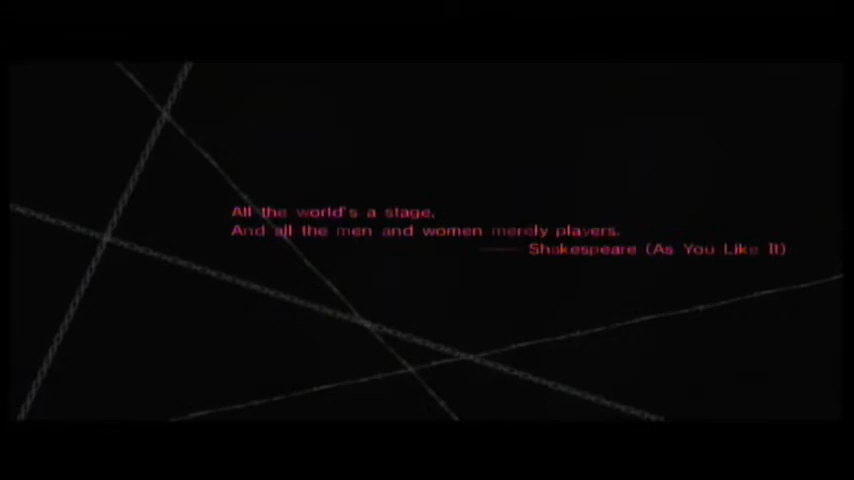 All the world's a stage.
And all the men and women merely players.
—— Shakespeare (As You Like It)